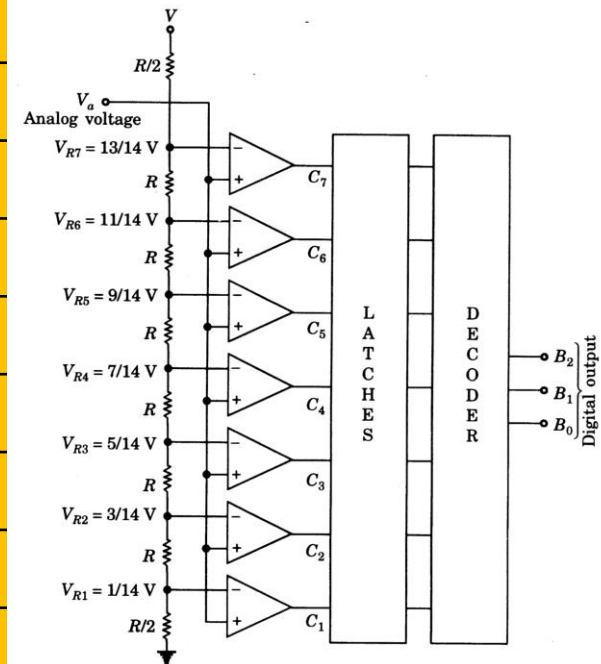 V
R/2
Va
Analog voltage
VR7 = 13/14 V
R
C7
VR6 = 11/14 V
R
C6
VR5 = 9/14 V
R
C5
VR4 = 7/14 V
R
C4
VR3 = 5/14 V
R
C3
VR2 = 3/14 V
R
C2
VR1 = 1/14 V
R/2
C1
− +
− +
− +
− +
− +
− +
− +
LATCHES
DECODER
B2
B1
B0
Digital output